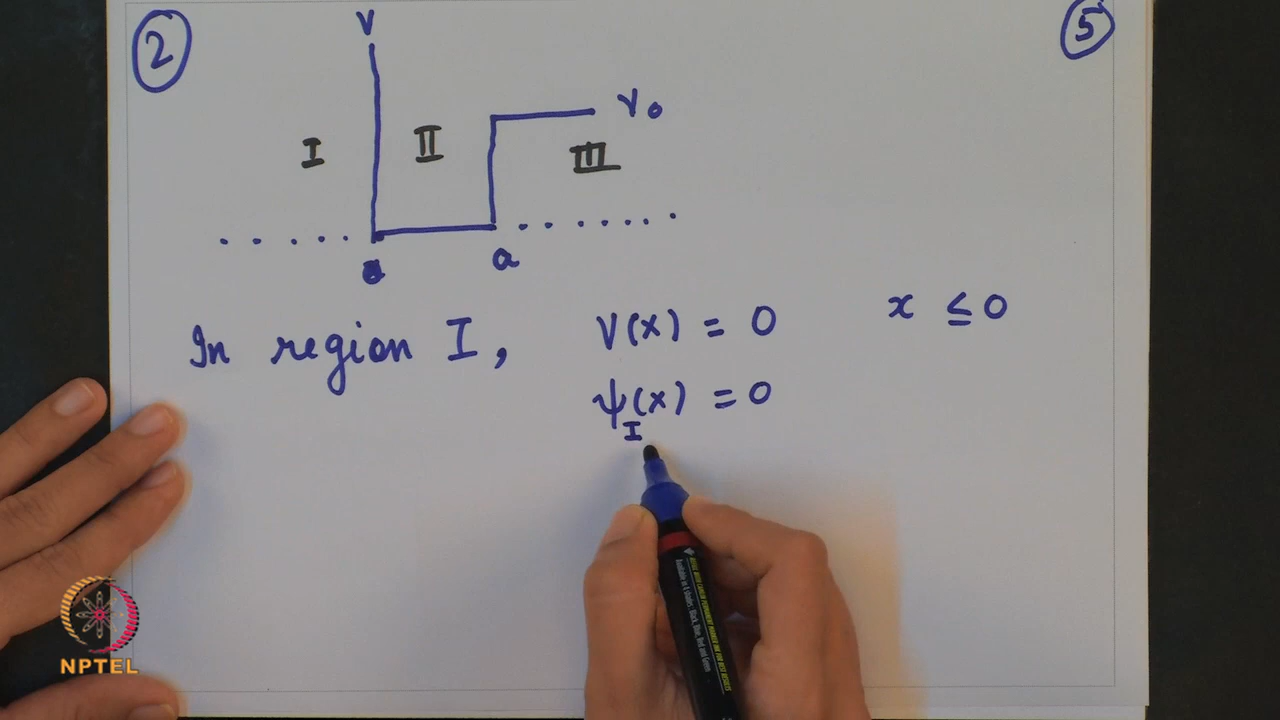 ② ⑤
V
V₀
I II III
0 a
In region I, V(x) = 0 x ≤ 0
ψ_I(x) = 0
NPTEL